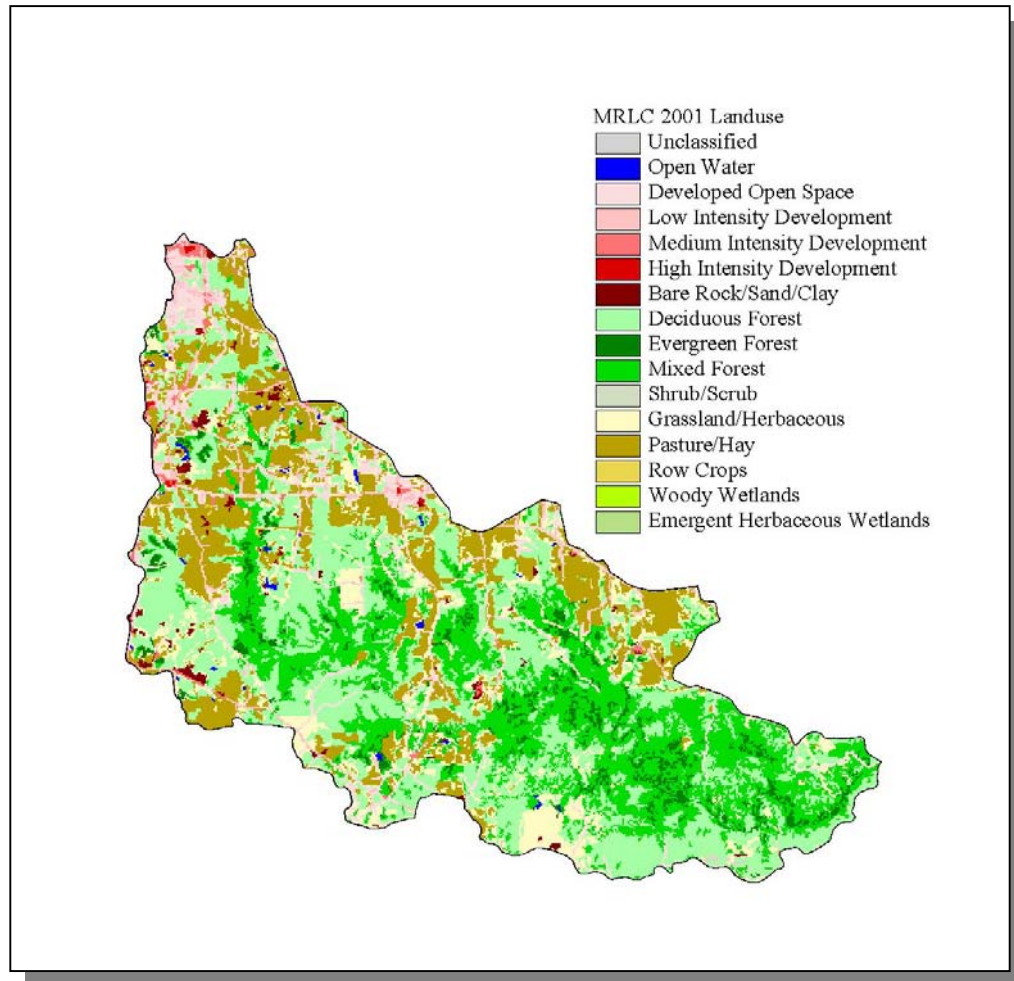 MRLC 2001 Landuse
Unclassified
Open Water
Developed Open Space
Low Intensity Development
Medium Intensity Development
High Intensity Development
Bare Rock/Sand/Clay
Deciduous Forest
Evergreen Forest
Mixed Forest
Shrub/Scrub
Grassland/Herbaceous
Pasture/Hay
Row Crops
Woody Wetlands
Emergent Herbaceous Wetlands